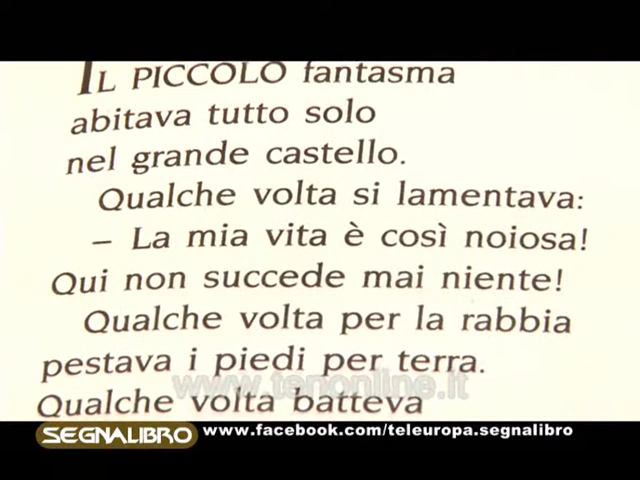 IL PICCOLO fantasma
abitava tutto solo
nel grande castello.
Qualche volta si lamentava:
– La mia vita è così noiosa!
Qui non succede mai niente!
Qualche volta per la rabbia
pestava i piedi per terra.
www.tenonline.it
Qualche volta batteva
SEGNALIBRO www.facebook.com/teleuropa.segnalibro